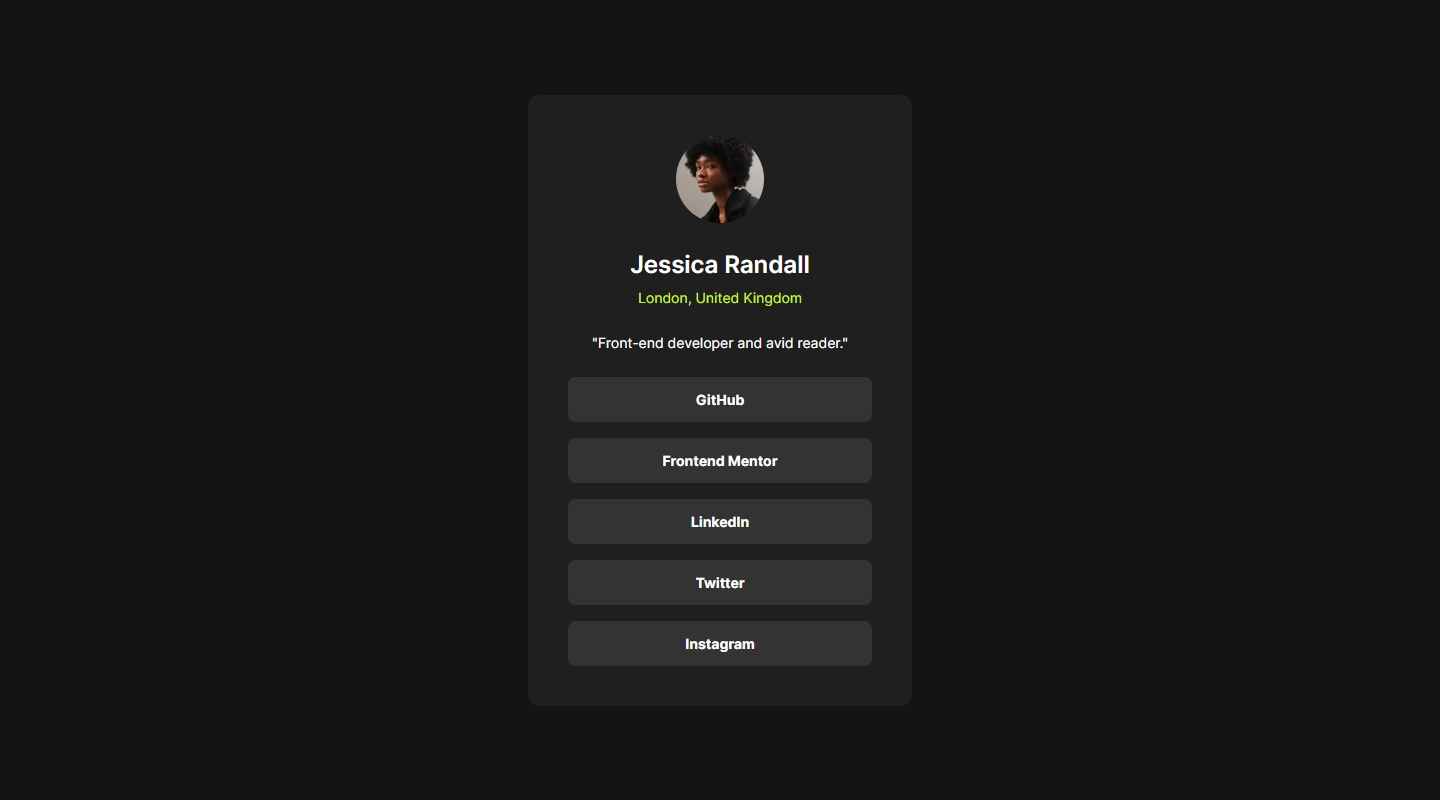 Jessica Randall
London, United Kingdom
"Front-end developer and avid reader."
GitHub
Frontend Mentor
LinkedIn
Twitter
Instagram